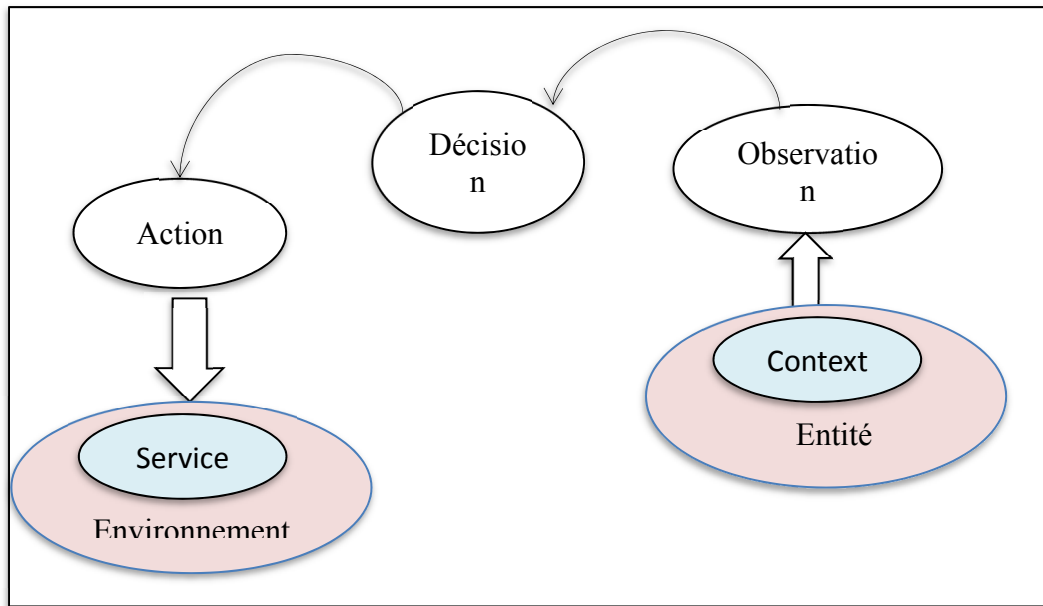 Décisio
n
Observatio
n
Action
Context
Entité
Service
Environnement